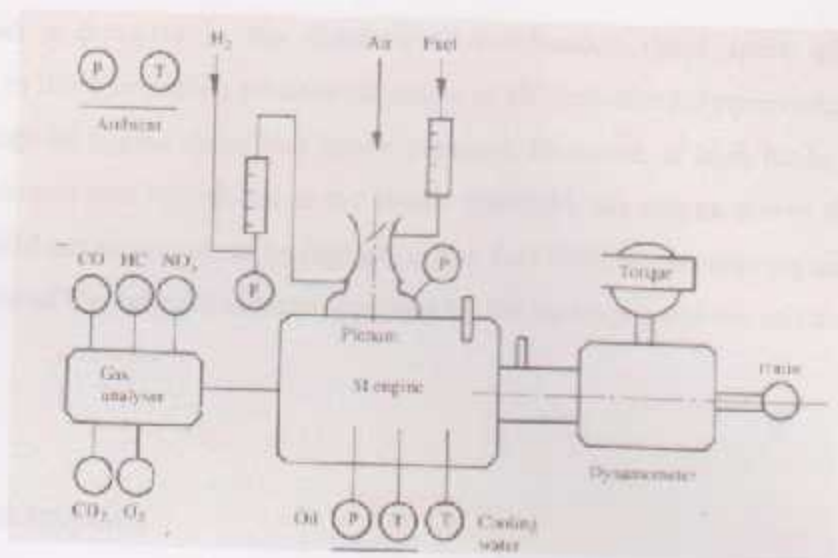 H₂
Air
Fuel
P
T
Ambient
CO
HC
NOₓ
P
P
Torque
Plenum
Gas
analyser
SI engine
r/min
Dynamometer
CO₂
O₂
Oil
P
T
T
Cooling
water